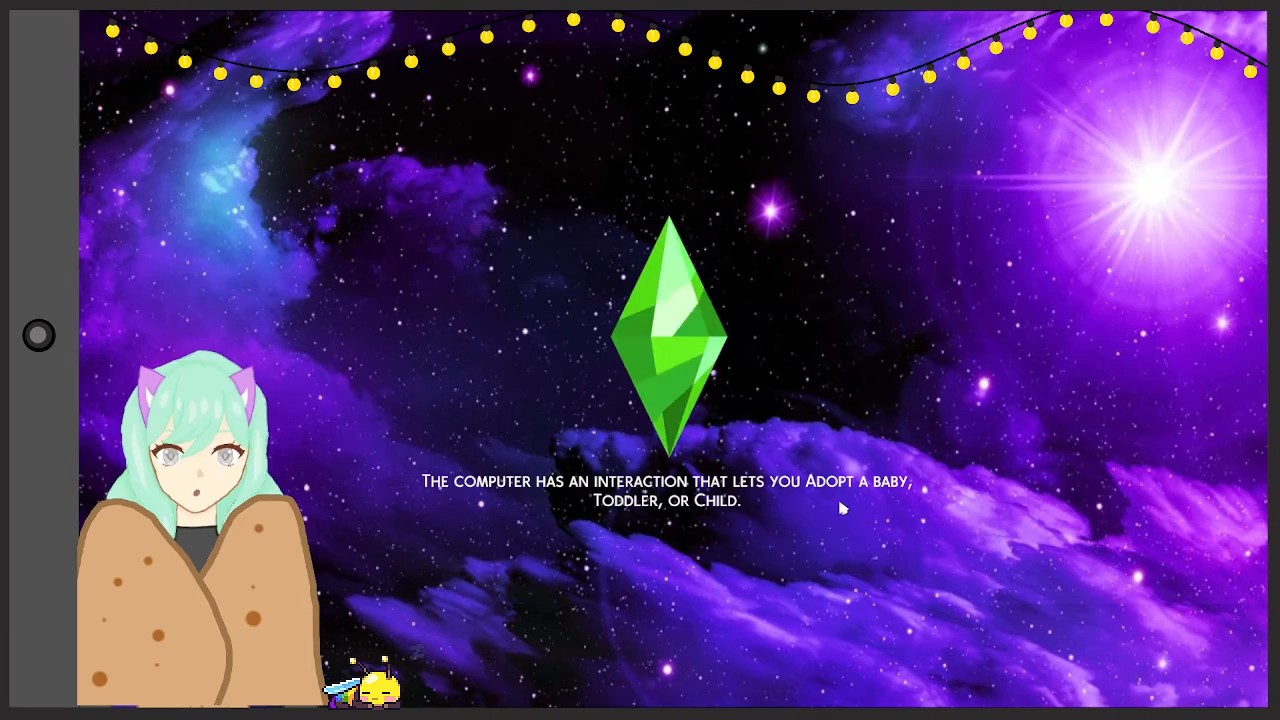 The computer has an interaction that lets you Adopt a baby,
Toddler, or Child.